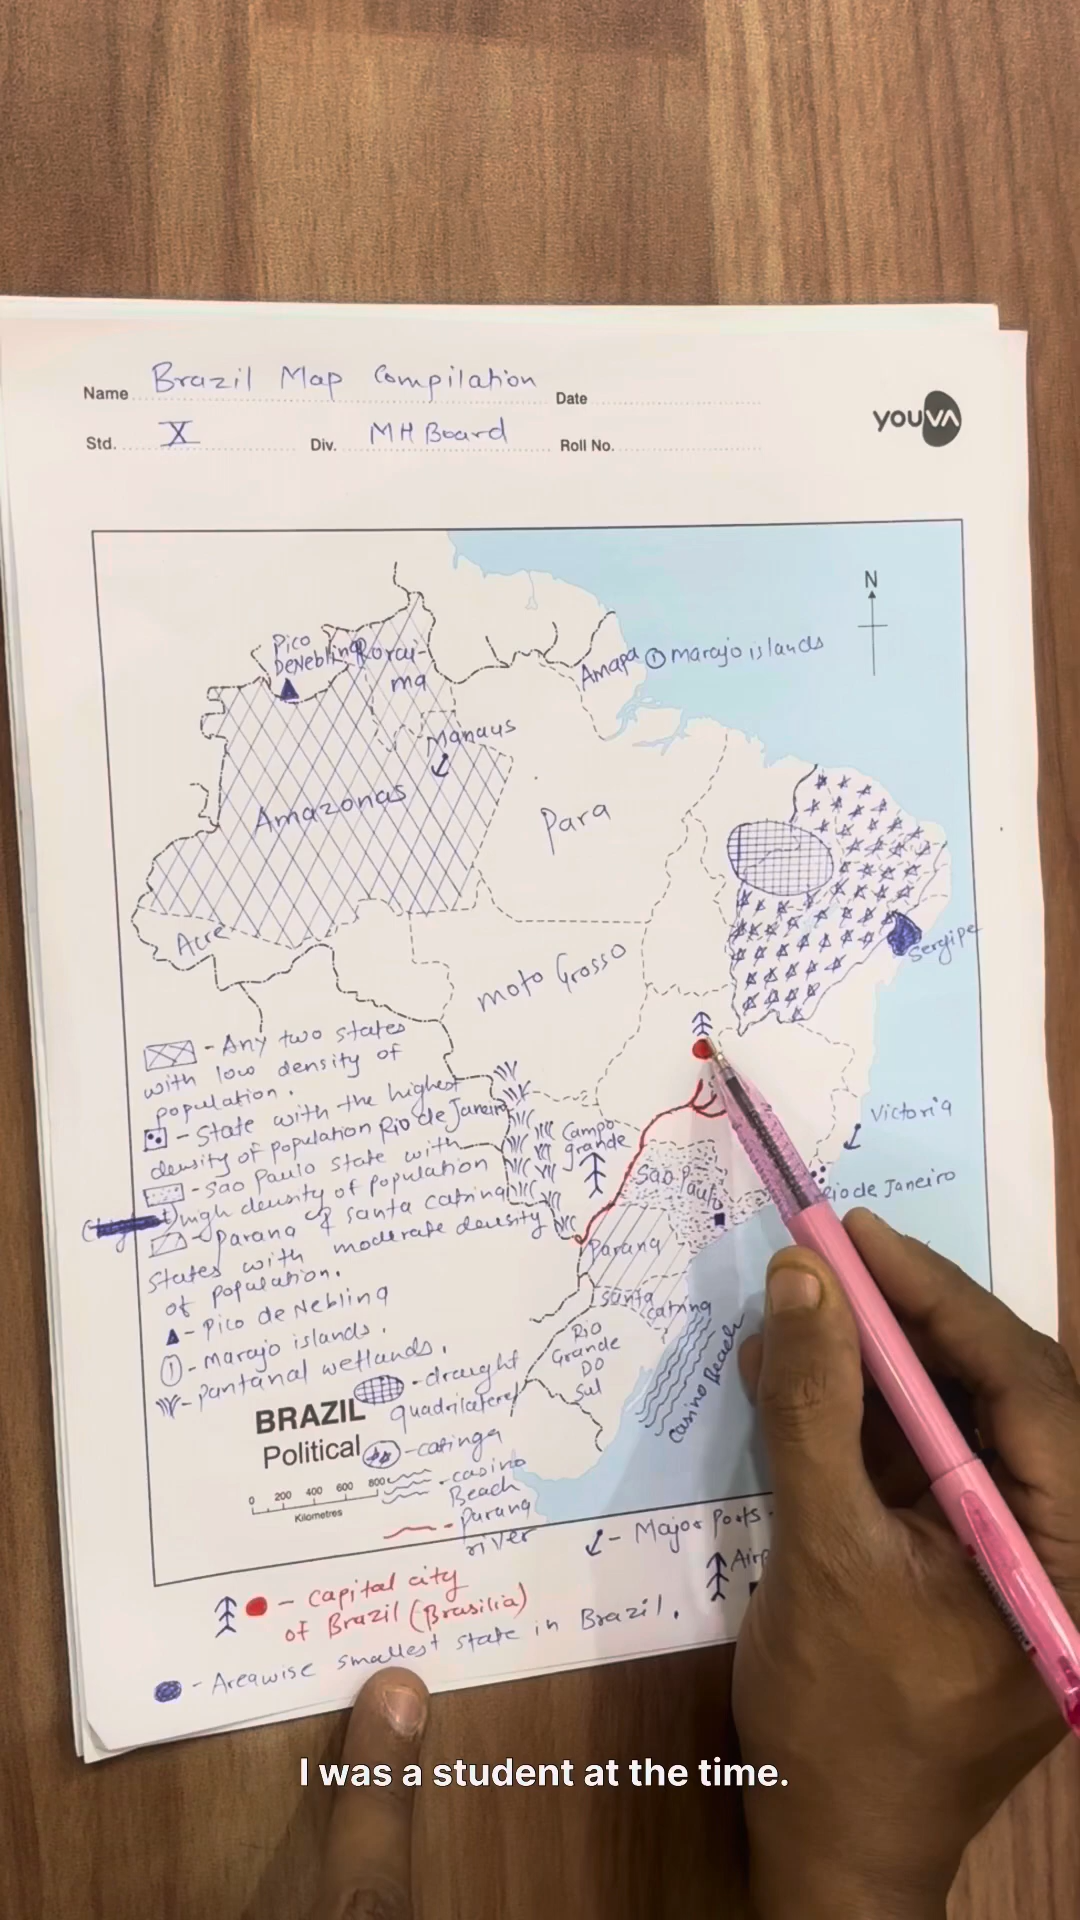 Name Brazil Map Compilation Date
YOUVA
Std. X Div. MH Board Roll No.
N
Pico
DeNeblina
Rorai-
ma
Amapa
① marajo islands
Manaus
Amazonas
Para
Acre
Sergipe
moto Grosso
- Any two states
with low density of
population.
- State with the highest
density of population Rio de Janeiro
- Sao Paulo state with
high density of population
- parana & santa catrina
states with moderate density
of population.
- Pico de Neblina
① - marajo islands.
- pantanal wetlands.
Campo
grande
Victoria
Sao Paulo
Rio de Janeiro
Parana
santa
catrina
Rio
Grande
Do
Sul
Casino Beach
- draught
quadrilateral
BRAZIL
Political
- catinga
0 200 400 600 800
Kilometres
- casino
Beach
- parana
river
- Major Ports.
- capital city
of Brazil (Brasilia)
- Areawise smallest state in Brazil.
I was a student at the time.